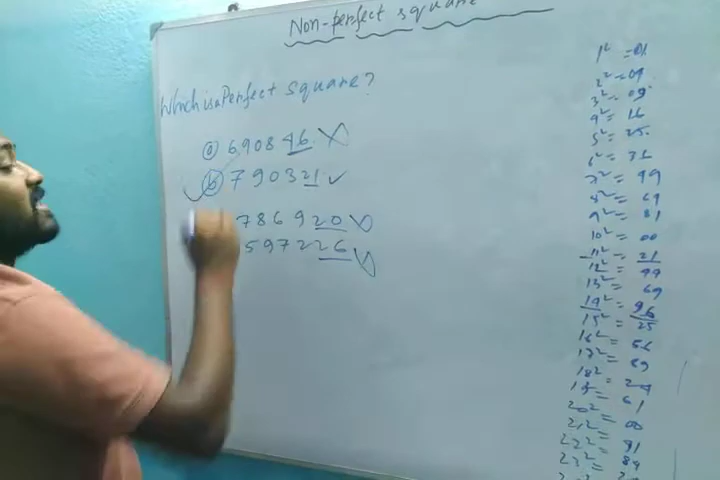 Non-perfect square
Which is a Perfect square?
(a) 690846
(b) 790321
786920
597226
1² = 01
2² = 04
3² = 09
4² = 16
5² = 25
6² = 36
7² = 49
8² = 64
9² = 81
10² = 00
11² = 21
12² = 44
13² = 69
14² = 96
15² = 25
16² = 56
17² = 89
18² = 24
19² = 61
20² = 00
21² = 41
22² = 84